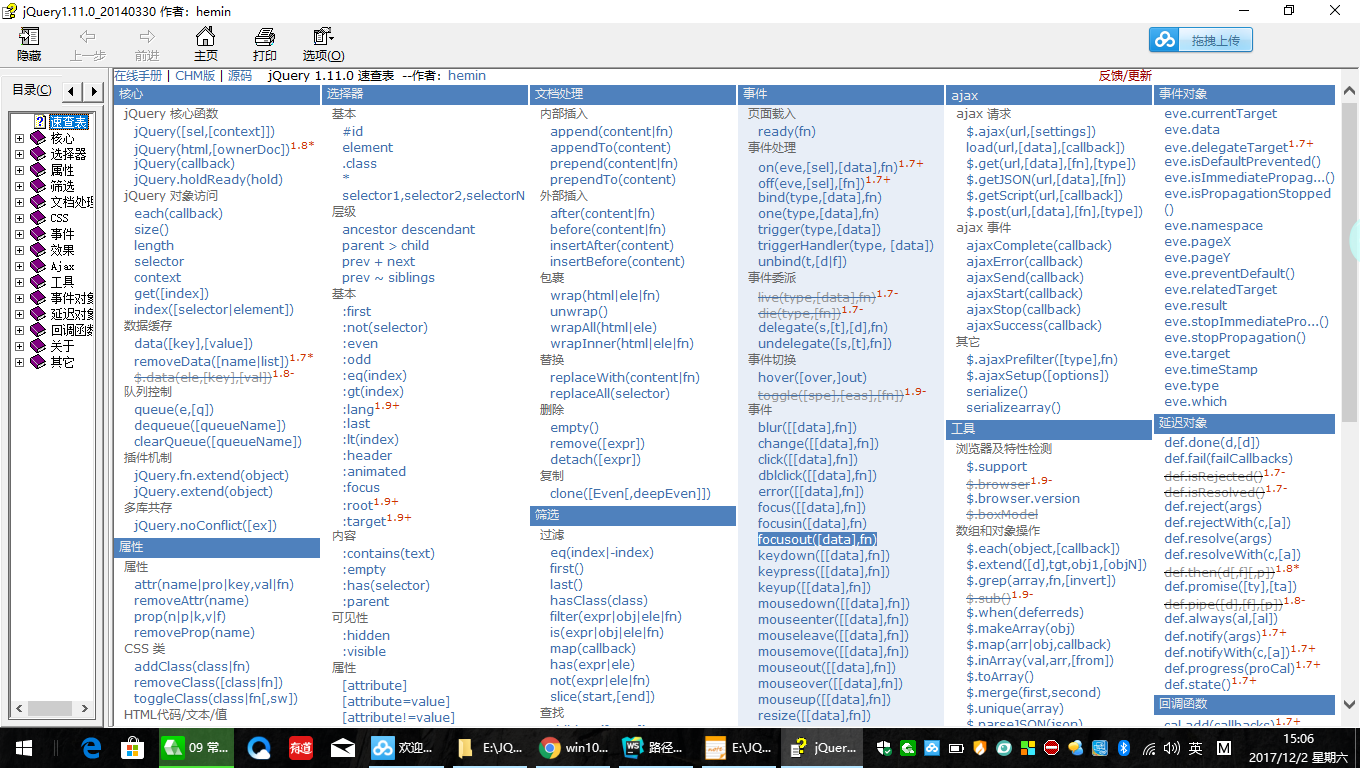 jQuery1.11.0_20140330 作者：hemin
隐藏
上一步
前进
主页
打印
选项(O)
拖拽上传
目录(C)
速查表
核心
选择器
属性
筛选
文档处理
CSS
事件
效果
Ajax
工具
事件对象
延迟对象
回调函数
关于
其它
在线手册 | CHM版 | 源码 jQuery 1.11.0 速查表 --作者：hemin
反馈/更新
核心
jQuery 核心函数
jQuery([sel,[context]])
jQuery(html,[ownerDoc])1.8*
jQuery(callback)
jQuery.holdReady(hold)
jQuery 对象访问
each(callback)
size()
length
selector
context
get([index])
index([selector|element])
数据缓存
data([key],[value])
removeData([name|list])1.7*
$.data(ele,[key],[val])1.8-
队列控制
queue(e,[q])
dequeue([queueName])
clearQueue([queueName])
插件机制
jQuery.fn.extend(object)
jQuery.extend(object)
多库共存
jQuery.noConflict([ex])
属性
属性
attr(name|pro|key,val|fn)
removeAttr(name)
prop(n|p|k,v|f)
removeProp(name)
CSS 类
addClass(class|fn)
removeClass([class|fn])
toggleClass(class|fn[,sw])
HTML代码/文本/值
选择器
基本
#id
element
.class
*
selector1,selector2,selectorN
层级
ancestor descendant
parent > child
prev + next
prev ~ siblings
基本
:first
:not(selector)
:even
:odd
:eq(index)
:gt(index)
:lang1.9+
:last
:lt(index)
:header
:animated
:focus
:root1.9+
:target1.9+
内容
:contains(text)
:empty
:has(selector)
:parent
可见性
:hidden
:visible
属性
[attribute]
[attribute=value]
[attribute!=value]
文档处理
内部插入
append(content|fn)
appendTo(content)
prepend(content|fn)
prependTo(content)
外部插入
after(content|fn)
before(content|fn)
insertAfter(content)
insertBefore(content)
包裹
wrap(html|ele|fn)
unwrap()
wrapAll(html|ele)
wrapInner(html|ele|fn)
替换
replaceWith(content|fn)
replaceAll(selector)
删除
empty()
remove([expr])
detach([expr])
复制
clone([Even[,deepEven]])
筛选
过滤
eq(index|-index)
first()
last()
hasClass(class)
filter(expr|obj|ele|fn)
is(expr|obj|ele|fn)
map(callback)
has(expr|ele)
not(expr|ele|fn)
slice(start,[end])
查找
事件
页面载入
ready(fn)
事件处理
on(eve,[sel],[data],fn)1.7+
off(eve,[sel],[fn])1.7+
bind(type,[data],fn)
one(type,[data],fn)
trigger(type,[data])
triggerHandler(type, [data])
unbind(t,[d|f])
事件委派
live(type,[data],fn)1.7-
die(type,[fn])1.7-
delegate(s,[t],[d],fn)
undelegate([s,[t],fn])
事件切换
hover([over,]out)
toggle([spe],[eas],[fn])1.9-
事件
blur([[data],fn])
change([[data],fn])
click([[data],fn])
dblclick([[data],fn])
error([[data],fn])
focus([[data],fn])
focusin([data],fn)
focusout([data],fn)
keydown([[data],fn])
keypress([[data],fn])
keyup([[data],fn])
mousedown([[data],fn])
mouseenter([[data],fn])
mouseleave([[data],fn])
mousemove([[data],fn])
mouseout([[data],fn])
mouseover([[data],fn])
mouseup([[data],fn])
resize([[data],fn])
ajax
ajax 请求
$.ajax(url,[settings])
load(url,[data],[callback])
$.get(url,[data],[fn],[type])
$.getJSON(url,[data],[fn])
$.getScript(url,[callback])
$.post(url,[data],[fn],[type])
ajax 事件
ajaxComplete(callback)
ajaxError(callback)
ajaxSend(callback)
ajaxStart(callback)
ajaxStop(callback)
ajaxSuccess(callback)
其它
$.ajaxPrefilter([type],fn)
$.ajaxSetup([options])
serialize()
serializearray()
工具
浏览器及特性检测
$.support
$.browser1.9-
$.browser.version
$.boxModel
数组和对象操作
$.each(object,[callback])
$.extend([d],tgt,obj1,[objN])
$.grep(array,fn,[invert])
$.sub()1.9-
$.when(deferreds)
$.makeArray(obj)
$.map(arr|obj,callback)
$.inArray(val,arr,[from])
$.toArray()
$.merge(first,second)
$.unique(array)
$.parseJSON(json)
事件对象
eve.currentTarget
eve.data
eve.delegateTarget1.7+
eve.isDefaultPrevented()
eve.isImmediatePropag...()
eve.isPropagationStopped
()
eve.namespace
eve.pageX
eve.pageY
eve.preventDefault()
eve.relatedTarget
eve.result
eve.stopImmediatePro...()
eve.stopPropagation()
eve.target
eve.timeStamp
eve.type
eve.which
延迟对象
def.done(d,[d])
def.fail(failCallbacks)
def.isRejected()1.7-
def.isResolved()1.7-
def.reject(args)
def.rejectWith(c,[a])
def.resolve(args)
def.resolveWith(c,[a])
def.then(d[,f][,p])1.8*
def.promise([ty],[ta])
def.pipe([d],[f],[p])1.8-
def.always(al,[al])
def.notify(args)1.7+
def.notifyWith(c,[a])1.7+
def.progress(proCal)1.7+
def.state()1.7+
回调函数
cal.add(callbacks)1.7+
09 常...
有道
欢迎...
E:\JQ...
win10...
路径...
E:\JQ...
jQuer...
英
M
15:06
2017/12/2 星期六